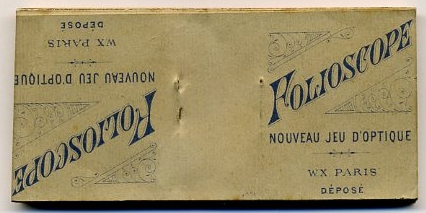 FOLIOSCOPE
NOUVEAU JEU D'OPTIQUE
WX PARIS
DÉPOSÉ
FOLIOSCOPE
NOUVEAU JEU D'OPTIQUE
WX PARIS
DÉPOSÉ